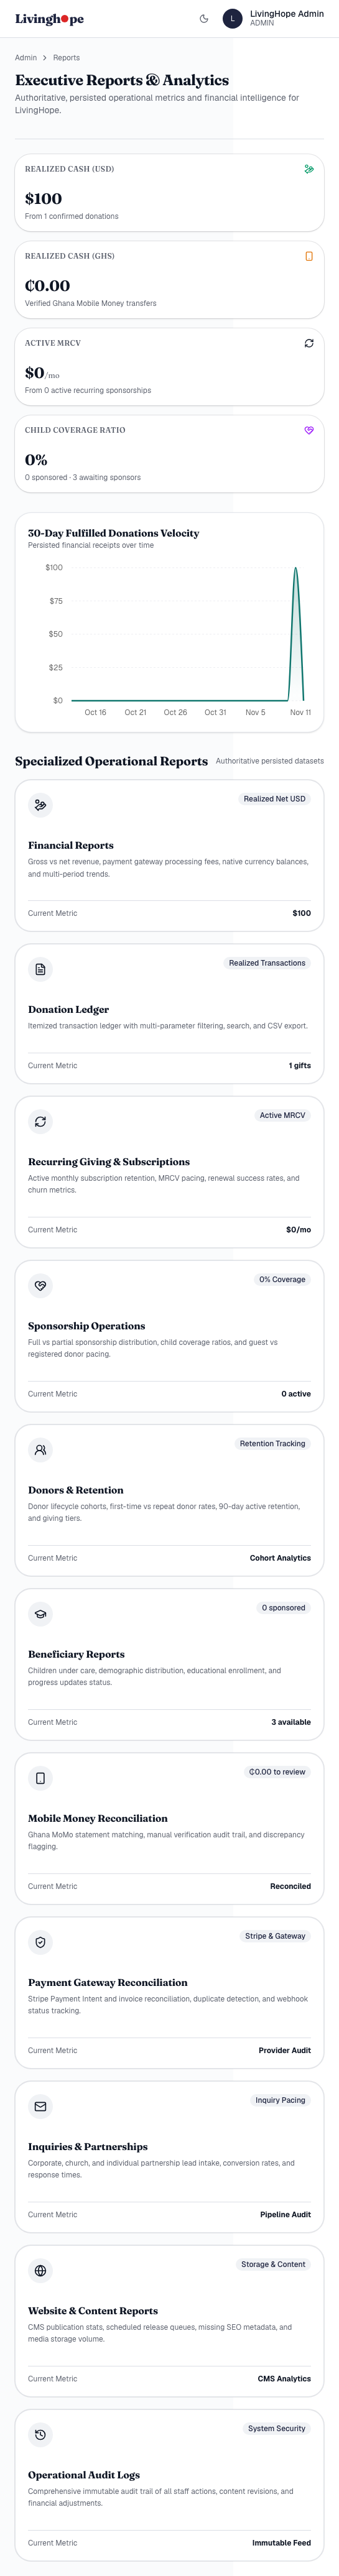 Livinghope
L
LivingHope Admin
ADMIN
Admin > Reports
Executive Reports & Analytics
Authoritative, persisted operational metrics and financial intelligence for
LivingHope.
REALIZED CASH (USD)
$100
From 1 confirmed donations
REALIZED CASH (GHS)
₵0.00
Verified Ghana Mobile Money transfers
ACTIVE MRCV
$0/mo
From 0 active recurring sponsorships
CHILD COVERAGE RATIO
0%
0 sponsored · 3 awaiting sponsors
30-Day Fulfilled Donations Velocity
Persisted financial receipts over time
$100
$75
$50
$25
$0
Oct 16 Oct 21 Oct 26 Oct 31 Nov 5 Nov 11
Specialized Operational Reports Authoritative persisted datasets
Realized Net USD
Financial Reports
Gross vs net revenue, payment gateway processing fees, native currency balances,
and multi-period trends.
Current Metric $100
Realized Transactions
Donation Ledger
Itemized transaction ledger with multi-parameter filtering, search, and CSV export.
Current Metric 1 gifts
Active MRCV
Recurring Giving & Subscriptions
Active monthly subscription retention, MRCV pacing, renewal success rates, and
churn metrics.
Current Metric $0/mo
0% Coverage
Sponsorship Operations
Full vs partial sponsorship distribution, child coverage ratios, and guest vs
registered donor pacing.
Current Metric 0 active
Retention Tracking
Donors & Retention
Donor lifecycle cohorts, first-time vs repeat donor rates, 90-day active retention,
and giving tiers.
Current Metric Cohort Analytics
0 sponsored
Beneficiary Reports
Children under care, demographic distribution, educational enrollment, and
progress updates status.
Current Metric 3 available
₵0.00 to review
Mobile Money Reconciliation
Ghana MoMo statement matching, manual verification audit trail, and discrepancy
flagging.
Current Metric Reconciled
Stripe & Gateway
Payment Gateway Reconciliation
Stripe Payment Intent and invoice reconciliation, duplicate detection, and webhook
status tracking.
Current Metric Provider Audit
Inquiry Pacing
Inquiries & Partnerships
Corporate, church, and individual partnership lead intake, conversion rates, and
response times.
Current Metric Pipeline Audit
Storage & Content
Website & Content Reports
CMS publication stats, scheduled release queues, missing SEO metadata, and
media storage volume.
Current Metric CMS Analytics
System Security
Operational Audit Logs
Comprehensive immutable audit trail of all staff actions, content revisions, and
financial adjustments.
Current Metric Immutable Feed